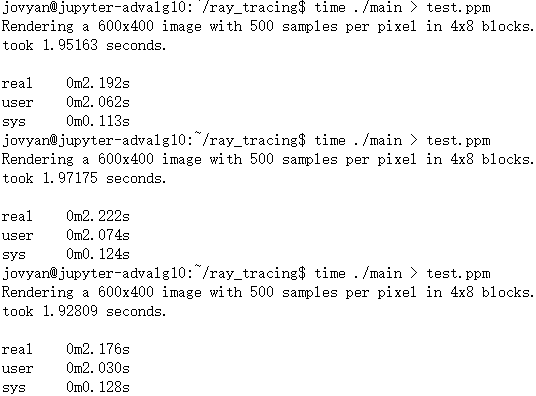 jovyan@jupyter-adva1g10:~/ray_tracing$ time ./main > test.ppm
Rendering a 600x400 image with 500 samples per pixel in 4x8 blocks.
took 1.95163 seconds.

real    0m2.192s
user    0m2.062s
sys     0m0.113s
jovyan@jupyter-adva1g10:~/ray_tracing$ time ./main > test.ppm
Rendering a 600x400 image with 500 samples per pixel in 4x8 blocks.
took 1.97175 seconds.

real    0m2.222s
user    0m2.074s
sys     0m0.124s
jovyan@jupyter-adva1g10:~/ray_tracing$ time ./main > test.ppm
Rendering a 600x400 image with 500 samples per pixel in 4x8 blocks.
took 1.92809 seconds.

real    0m2.176s
user    0m2.030s
sys     0m0.128s